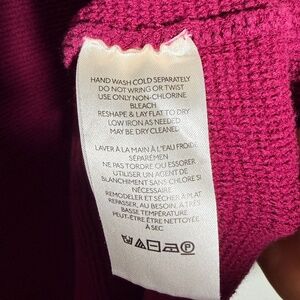 HAND WASH COLD SEPARATELY
DO NOT WRING OR TWIST
USE ONLY NON-CHLORINE
BLEACH
RESHAPE & LAY FLAT TO DRY
LOW IRON AS NEEDED
MAY BE DRY CLEANED
LAVER À LA MAIN À L'EAU FROIDE
SÉPARÉMEN
NE PAS TORDRE OU ESSORER
UTILISER UN AGENT DE
BLANCHIMENT SANS CHLORE SI
NÉCESSAIRE
REMODELER ET SÉCHER À PLAT
REPASSER, AU BESOIN, À TRÈS
BASSE TEMPÉRATURE
PEUT-ÊTRE ÊTRE NETTOYÉE
À SEC
P